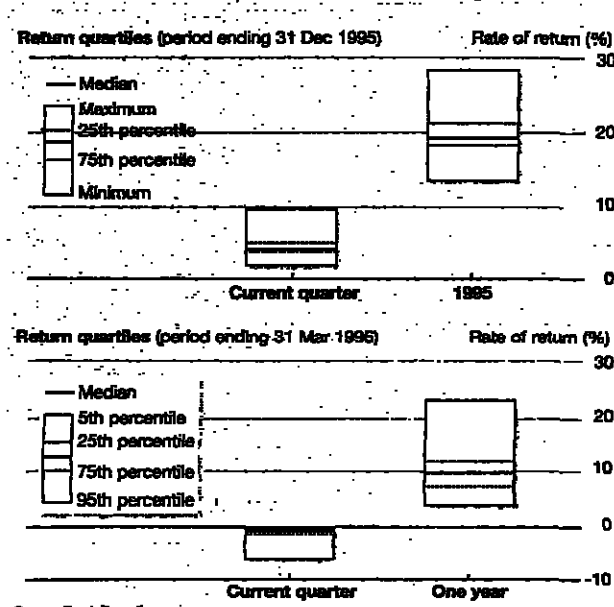 Return quartiles (period ending 31 Dec 1995) Rate of return (%)
30
Median
Maximum
25th percentile
20
75th percentile
Minimum
10
0
Current quarter 1995
Return quartiles (period ending 31 Mar 1995) Rate of return (%)
30
Median
5th percentile
20
25th percentile
75th percentile
10
95th percentile
0
-10
Current quarter One year